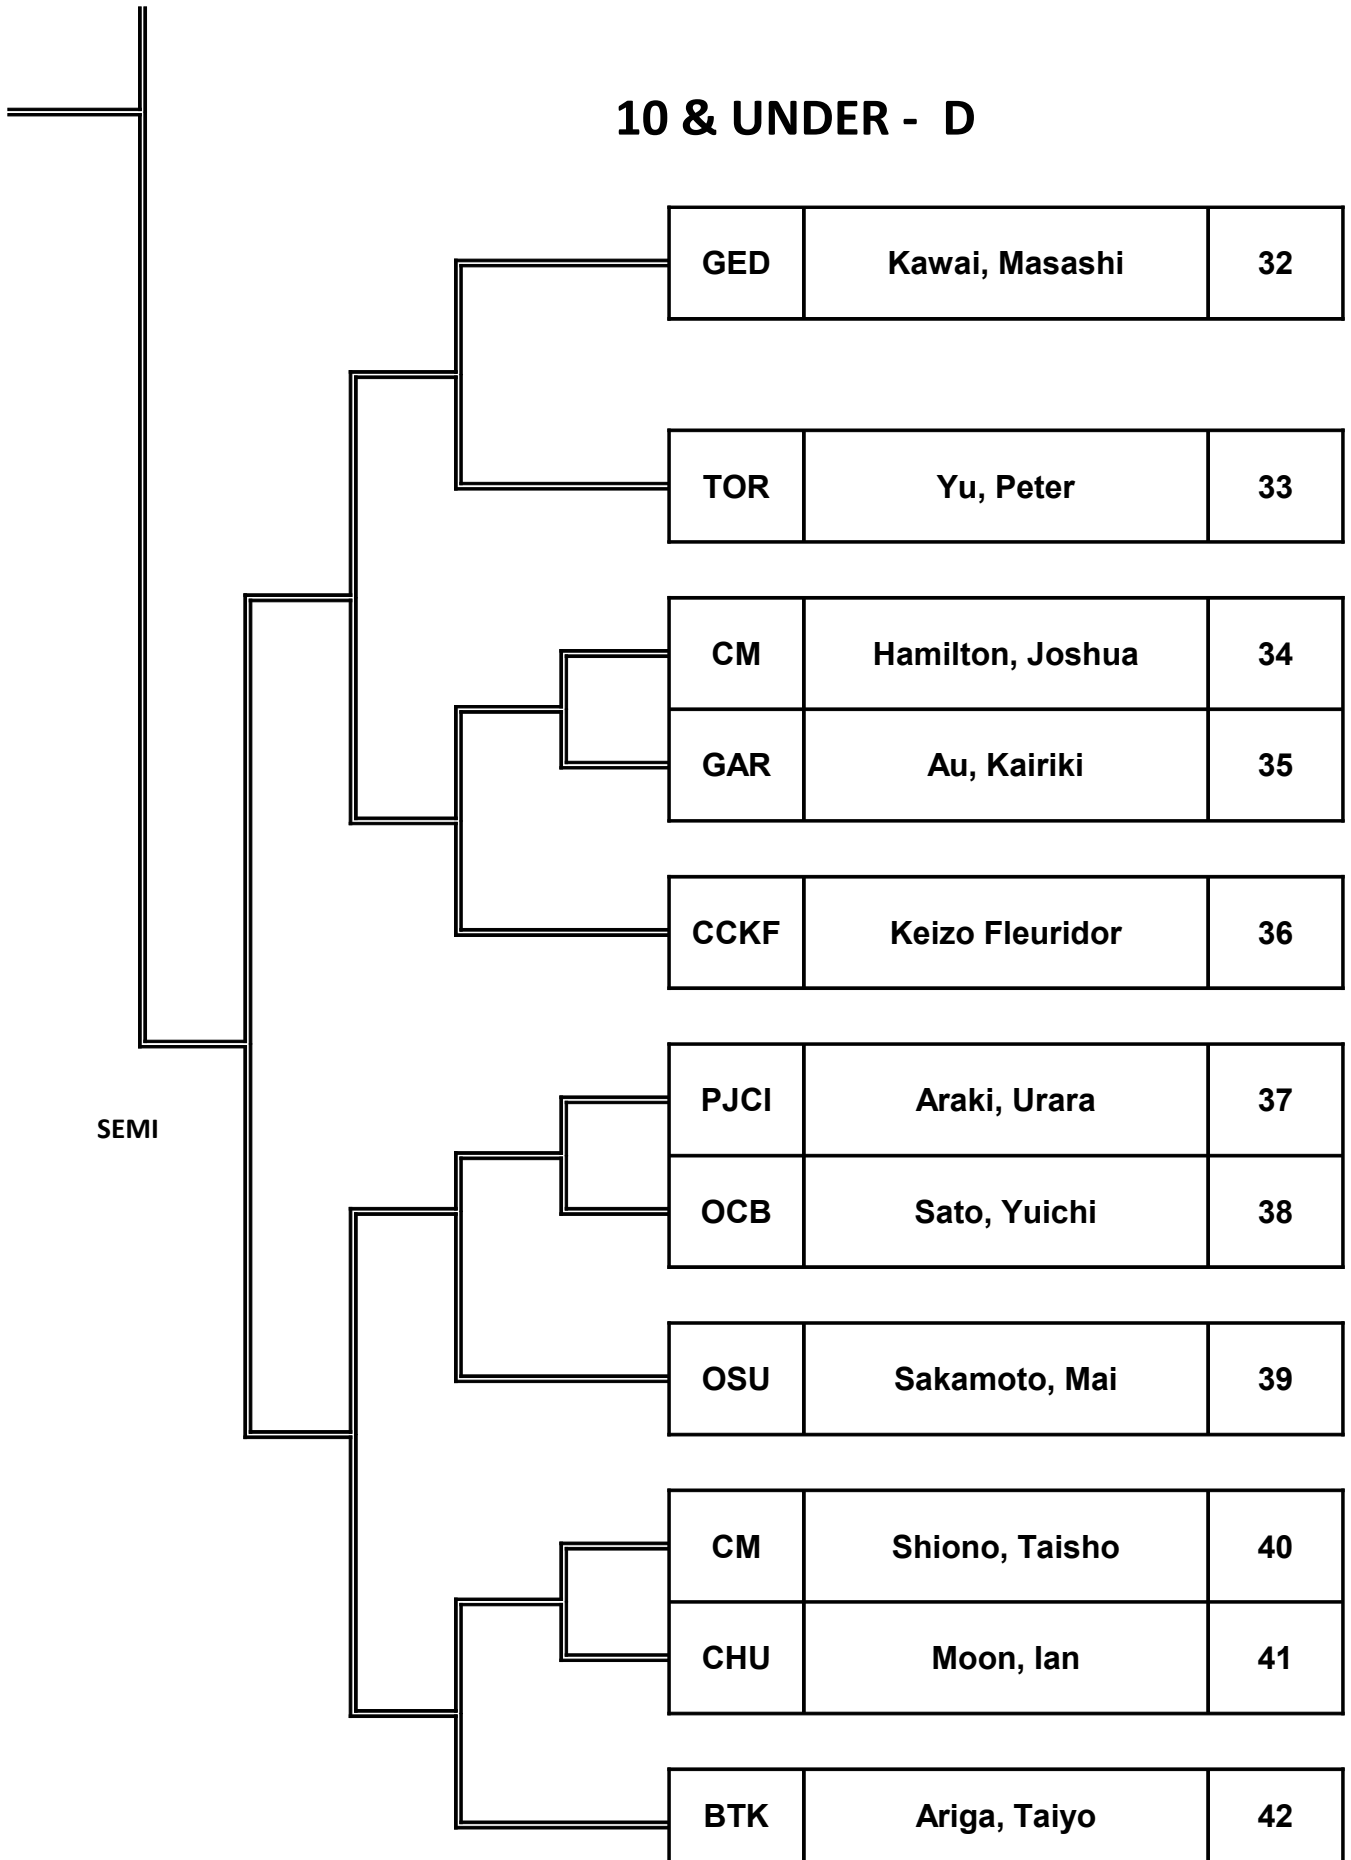 10 & UNDER - D
GED Kawai, Masashi 32
TOR Yu, Peter 33
CM Hamilton, Joshua 34
GAR Au, Kairiki 35
CCKF Keizo Fleuridor 36
PJCI Araki, Urara 37
SEMI
OCB Sato, Yuichi 38
OSU Sakamoto, Mai 39
CM Shiono, Taisho 40
CHU Moon, Ian 41
BTK Ariga, Taiyo 42